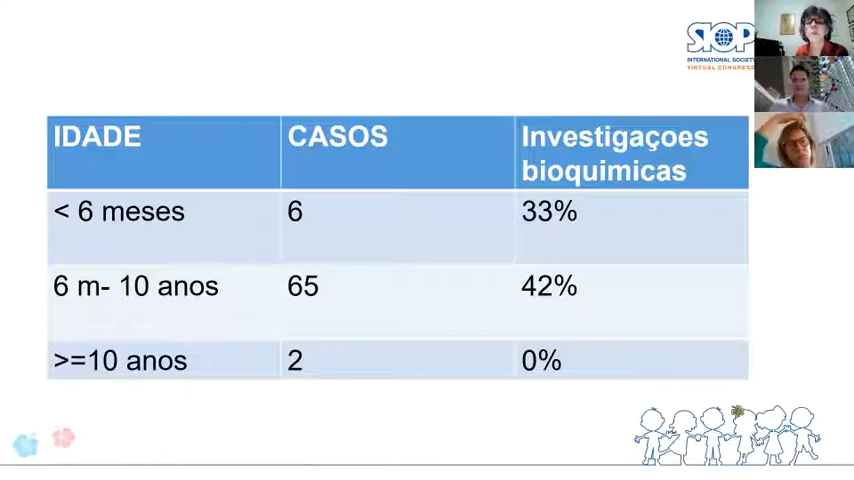 SIOP
INTERNATIONAL SOCIETY
VIRTUAL CONGRESS
IDADE CASOS Investigaçoes
bioquimicas
< 6 meses 6 33%
6 m- 10 anos 65 42%
>=10 anos 2 0%